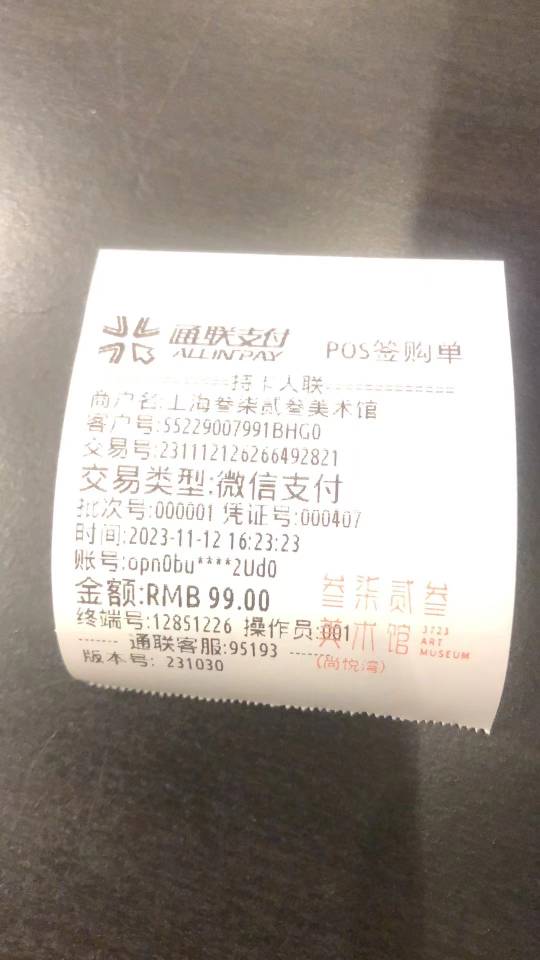 通联支付
ALLINPAY
POS签购单
持卡人联
商户名:上海叁柒贰叁美术馆
客户号:55229007991BHG0
交易号:231112126266492821
交易类型:微信支付
批次号:000001 凭证号:000407
时间:2023-11-12 16:23:23
账号:opn0bu****2Ud0
金额:RMB 99.00
终端号:12851226 操作员:001
通联客服:95193
版本号: 231030
叁柒贰叁
美术馆
3723
ART
MUSEUM
(尚悦湾)